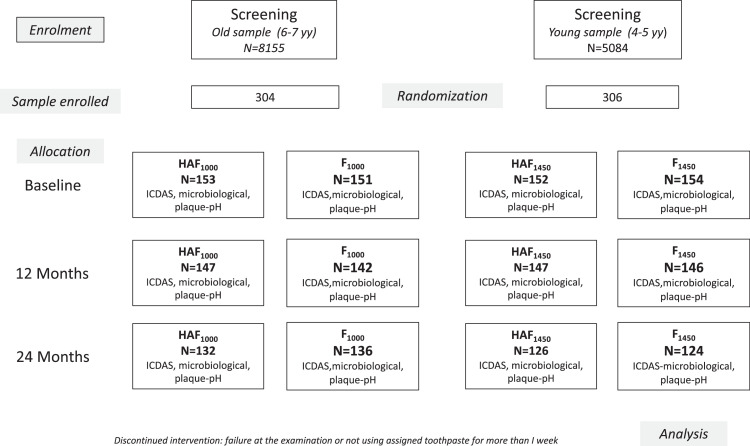 Enrolment
Screening
Old sample (6-7 yy)
N=8155
Screening
Young sample (4-5 yy)
N=5084
Sample enrolled
304
Randomization
306
Allocation
Baseline
HAF1000
N=153
ICDAS, microbiological,
plaque-pH
F1000
N=151
ICDAS,microbiological,
plaque-pH
HAF1450
N=152
ICDAS, microbiological,
plaque-pH
F1450
N=154
ICDAS,microbiological,
plaque-pH
12 Months
HAF1000
N=147
ICDAS, microbiological,
plaque-pH
F1000
N=142
ICDAS, microbiological,
plaque-pH
HAF1450
N=147
ICDAS, microbiological,
plaque-pH
F1450
N=146
ICDAS, microbiological,
plaque-pH
24 Months
HAF1000
N=132
ICDAS, microbiological,
plaque-pH
F1000
N=136
ICDAS, microbiological,
plaque-pH
HAF1450
N=126
ICDAS, microbiological,
plaque-pH
F1450
N=124
ICDAS-microbiological,
plaque-pH
Analysis
Discontinued intervention: failure at the examination or not using assigned toothpaste for more than I week